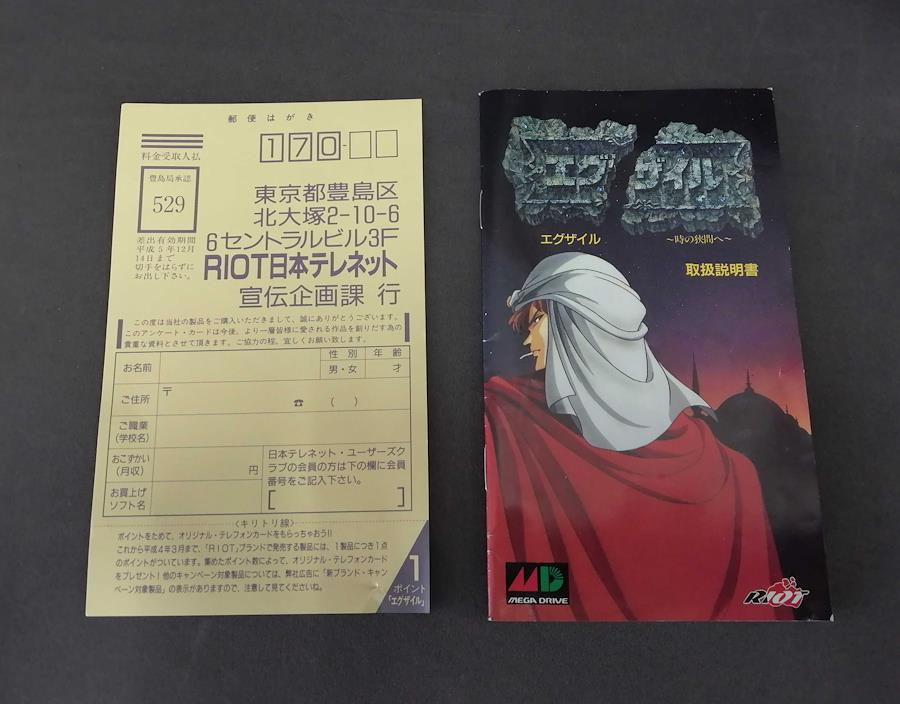 郵便はがき
170-
料金受取人払
豊島局承認
529
差出有効期間
平成5年12月
14日まで
切手をはらずに
お出し下さい。
東京都豊島区
北大塚2-10-6
6セントラルビル3F
RIOT日本テレネット
宣伝企画課 行
この度は当社の製品をご購入いただきまして、誠にありがとうございます。
このアンケート・カードは今後、より一層皆様に愛される作品を創りだす為の
貴重な資料とさせて頂きます。ご協力の程、宜しくお願い致します。
お名前
性別
男・女
年齢
才
ご住所
〒
☎ ( )
ご職業
(学校名)
おこずかい
(月収)
円
日本テレネット・ユーザーズク
ラブの会員の方は下の欄に会員
番号をご記入下さい。
[ ]
お買上げ
ソフト名
〈キリトリ線〉
ポイントをためて、オリジナル・テレフォンカードをもらっちゃおう!!
これから平成4年3月まで、「RIOT」ブランドで発売する製品には、1製品につき1点
のポイントがついています。集めたポイント数によって、オリジナル・テレフォンカード
をプレゼント!他のキャンペーン対象製品については、弊社広告に「新ブランド・キャン
ペーン対象製品」の表示がありますので、注意して見てくださいね。
1
ポイント
「エグザイル」
エグザイル
エグザイル
～時の狭間へ～
取扱説明書
MD
MEGA DRIVE
RIOT